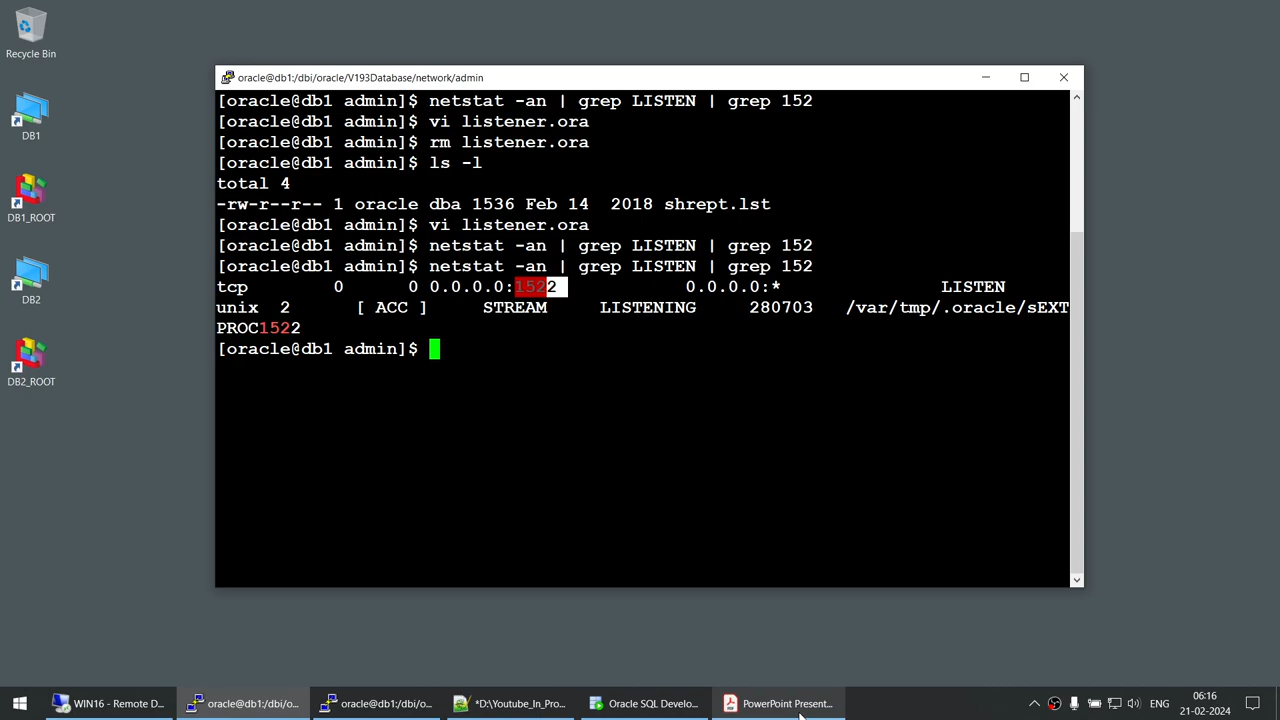 Recycle Bin
DB1
DB1_ROOT
DB2
DB2_ROOT
oracle@db1:/dbi/oracle/V193Database/network/admin
[oracle@db1 admin]$ netstat -an | grep LISTEN | grep 152
[oracle@db1 admin]$ vi listener.ora
[oracle@db1 admin]$ rm listener.ora
[oracle@db1 admin]$ ls -l
total 4
-rw-r--r-- 1 oracle dba 1536 Feb 14  2018 shrept.lst
[oracle@db1 admin]$ vi listener.ora
[oracle@db1 admin]$ netstat -an | grep LISTEN | grep 152
[oracle@db1 admin]$ netstat -an | grep LISTEN | grep 152
tcp        0      0 0.0.0.0:1522            0.0.0.0:*               LISTEN
unix  2      [ ACC ]     STREAM     LISTENING     280703   /var/tmp/.oracle/sEXT
PROC1522
[oracle@db1 admin]$
WIN16 - Remote D...
oracle@db1:/dbi/o...
oracle@db1:/dbi/o...
*D:\Youtube_In_Pro...
Oracle SQL Develo...
PowerPoint Present...
ENG
06:16
21-02-2024